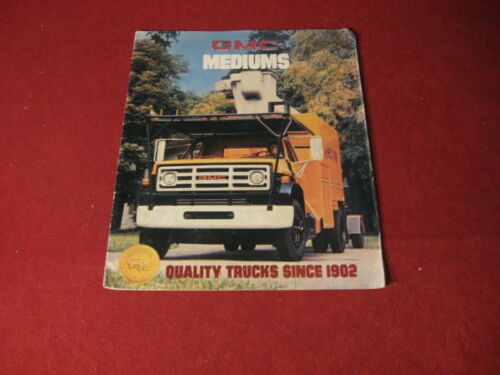 GMC
MEDIUMS
GMC
QUALITY TRUCKS SINCE 1902